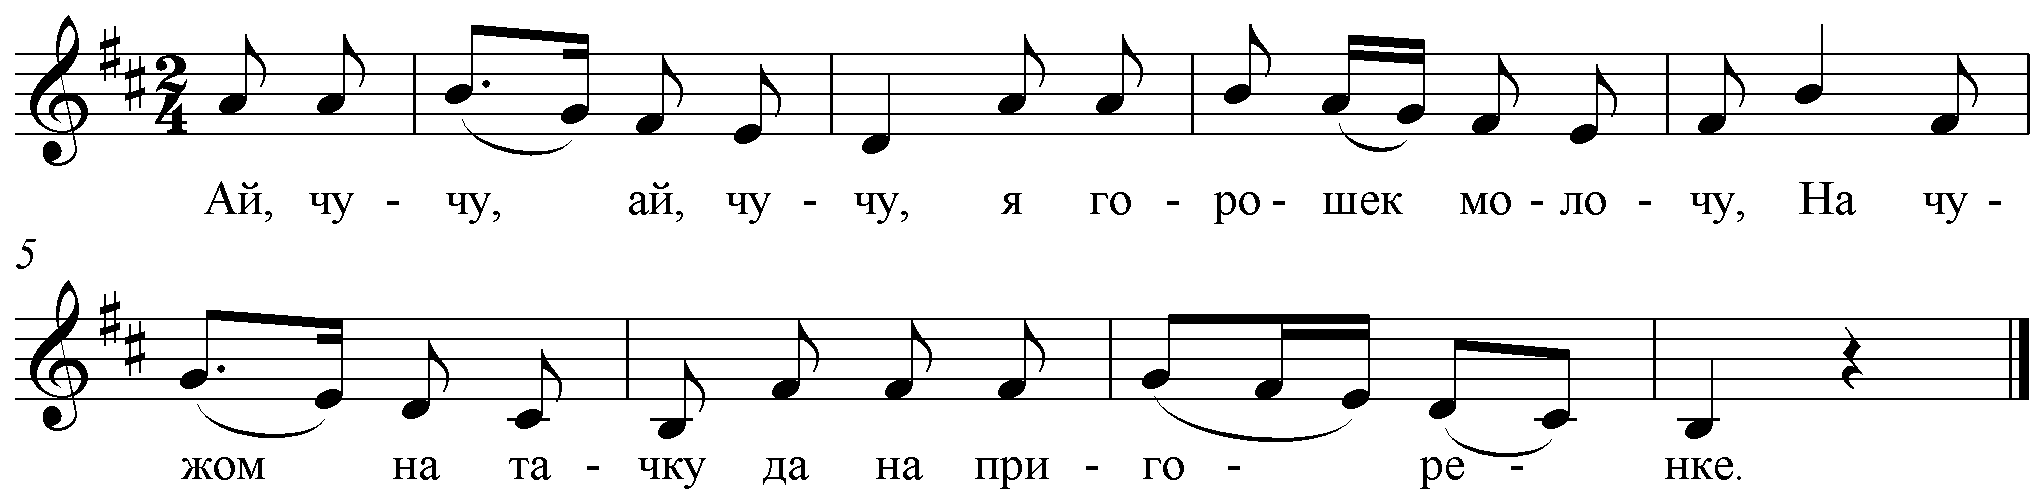 Ай, чу - чу, ай, чу - чу, я го - ро - шек мо - ло - чу, На чу -
5
жом на та - чку да на при - го - ре - нке.